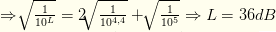 ⇒√(1/10^L) = 2√(1/10^{4,4}) + √(1/10^5) ⇒ L = 36dB